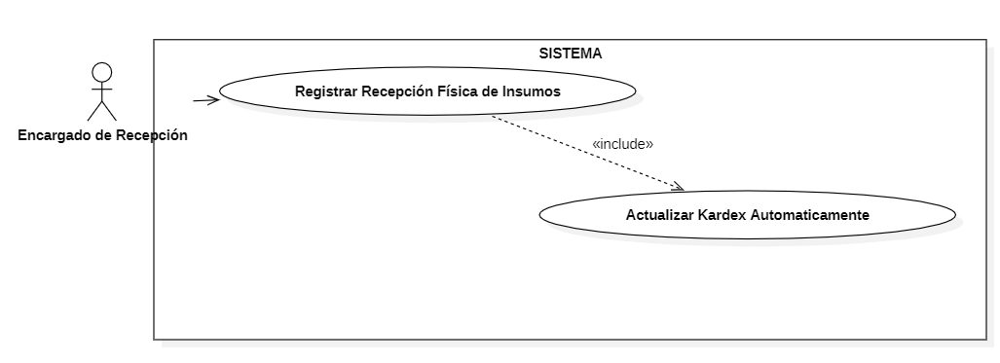 SISTEMA
Registrar Recepción Física de Insumos
Encargado de Recepción
«include»
Actualizar Kardex Automaticamente